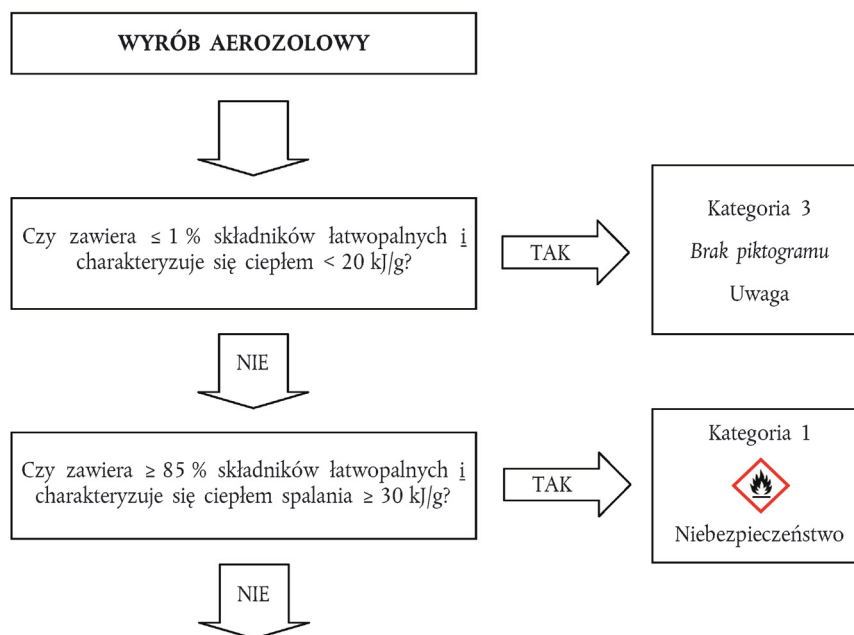 WYRÓB AEROZOLOWY
Czy zawiera ≤ 1 % składników łatwopalnych i
charakteryzuje się ciepłem < 20 kJ/g?
TAK
Kategoria 3
Brak piktogramu
Uwaga
NIE
Czy zawiera ≥ 85 % składników łatwopalnych i
charakteryzuje się ciepłem spalania ≥ 30 kJ/g?
TAK
Kategoria 1
Niebezpieczeństwo
NIE